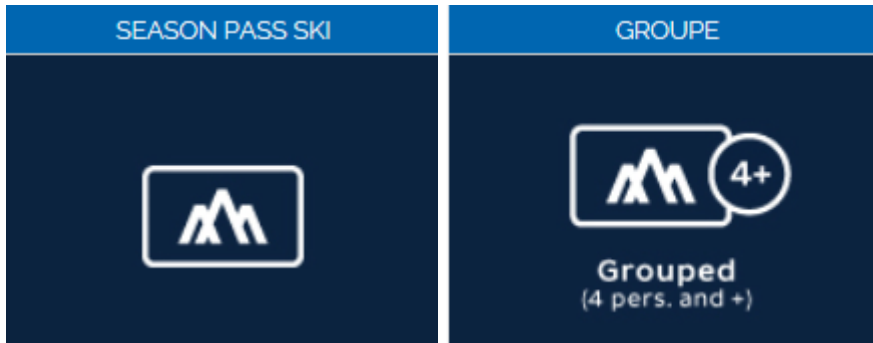 SEASON PASS SKI
GROUPE
4+
Grouped
(4 pers. and +)